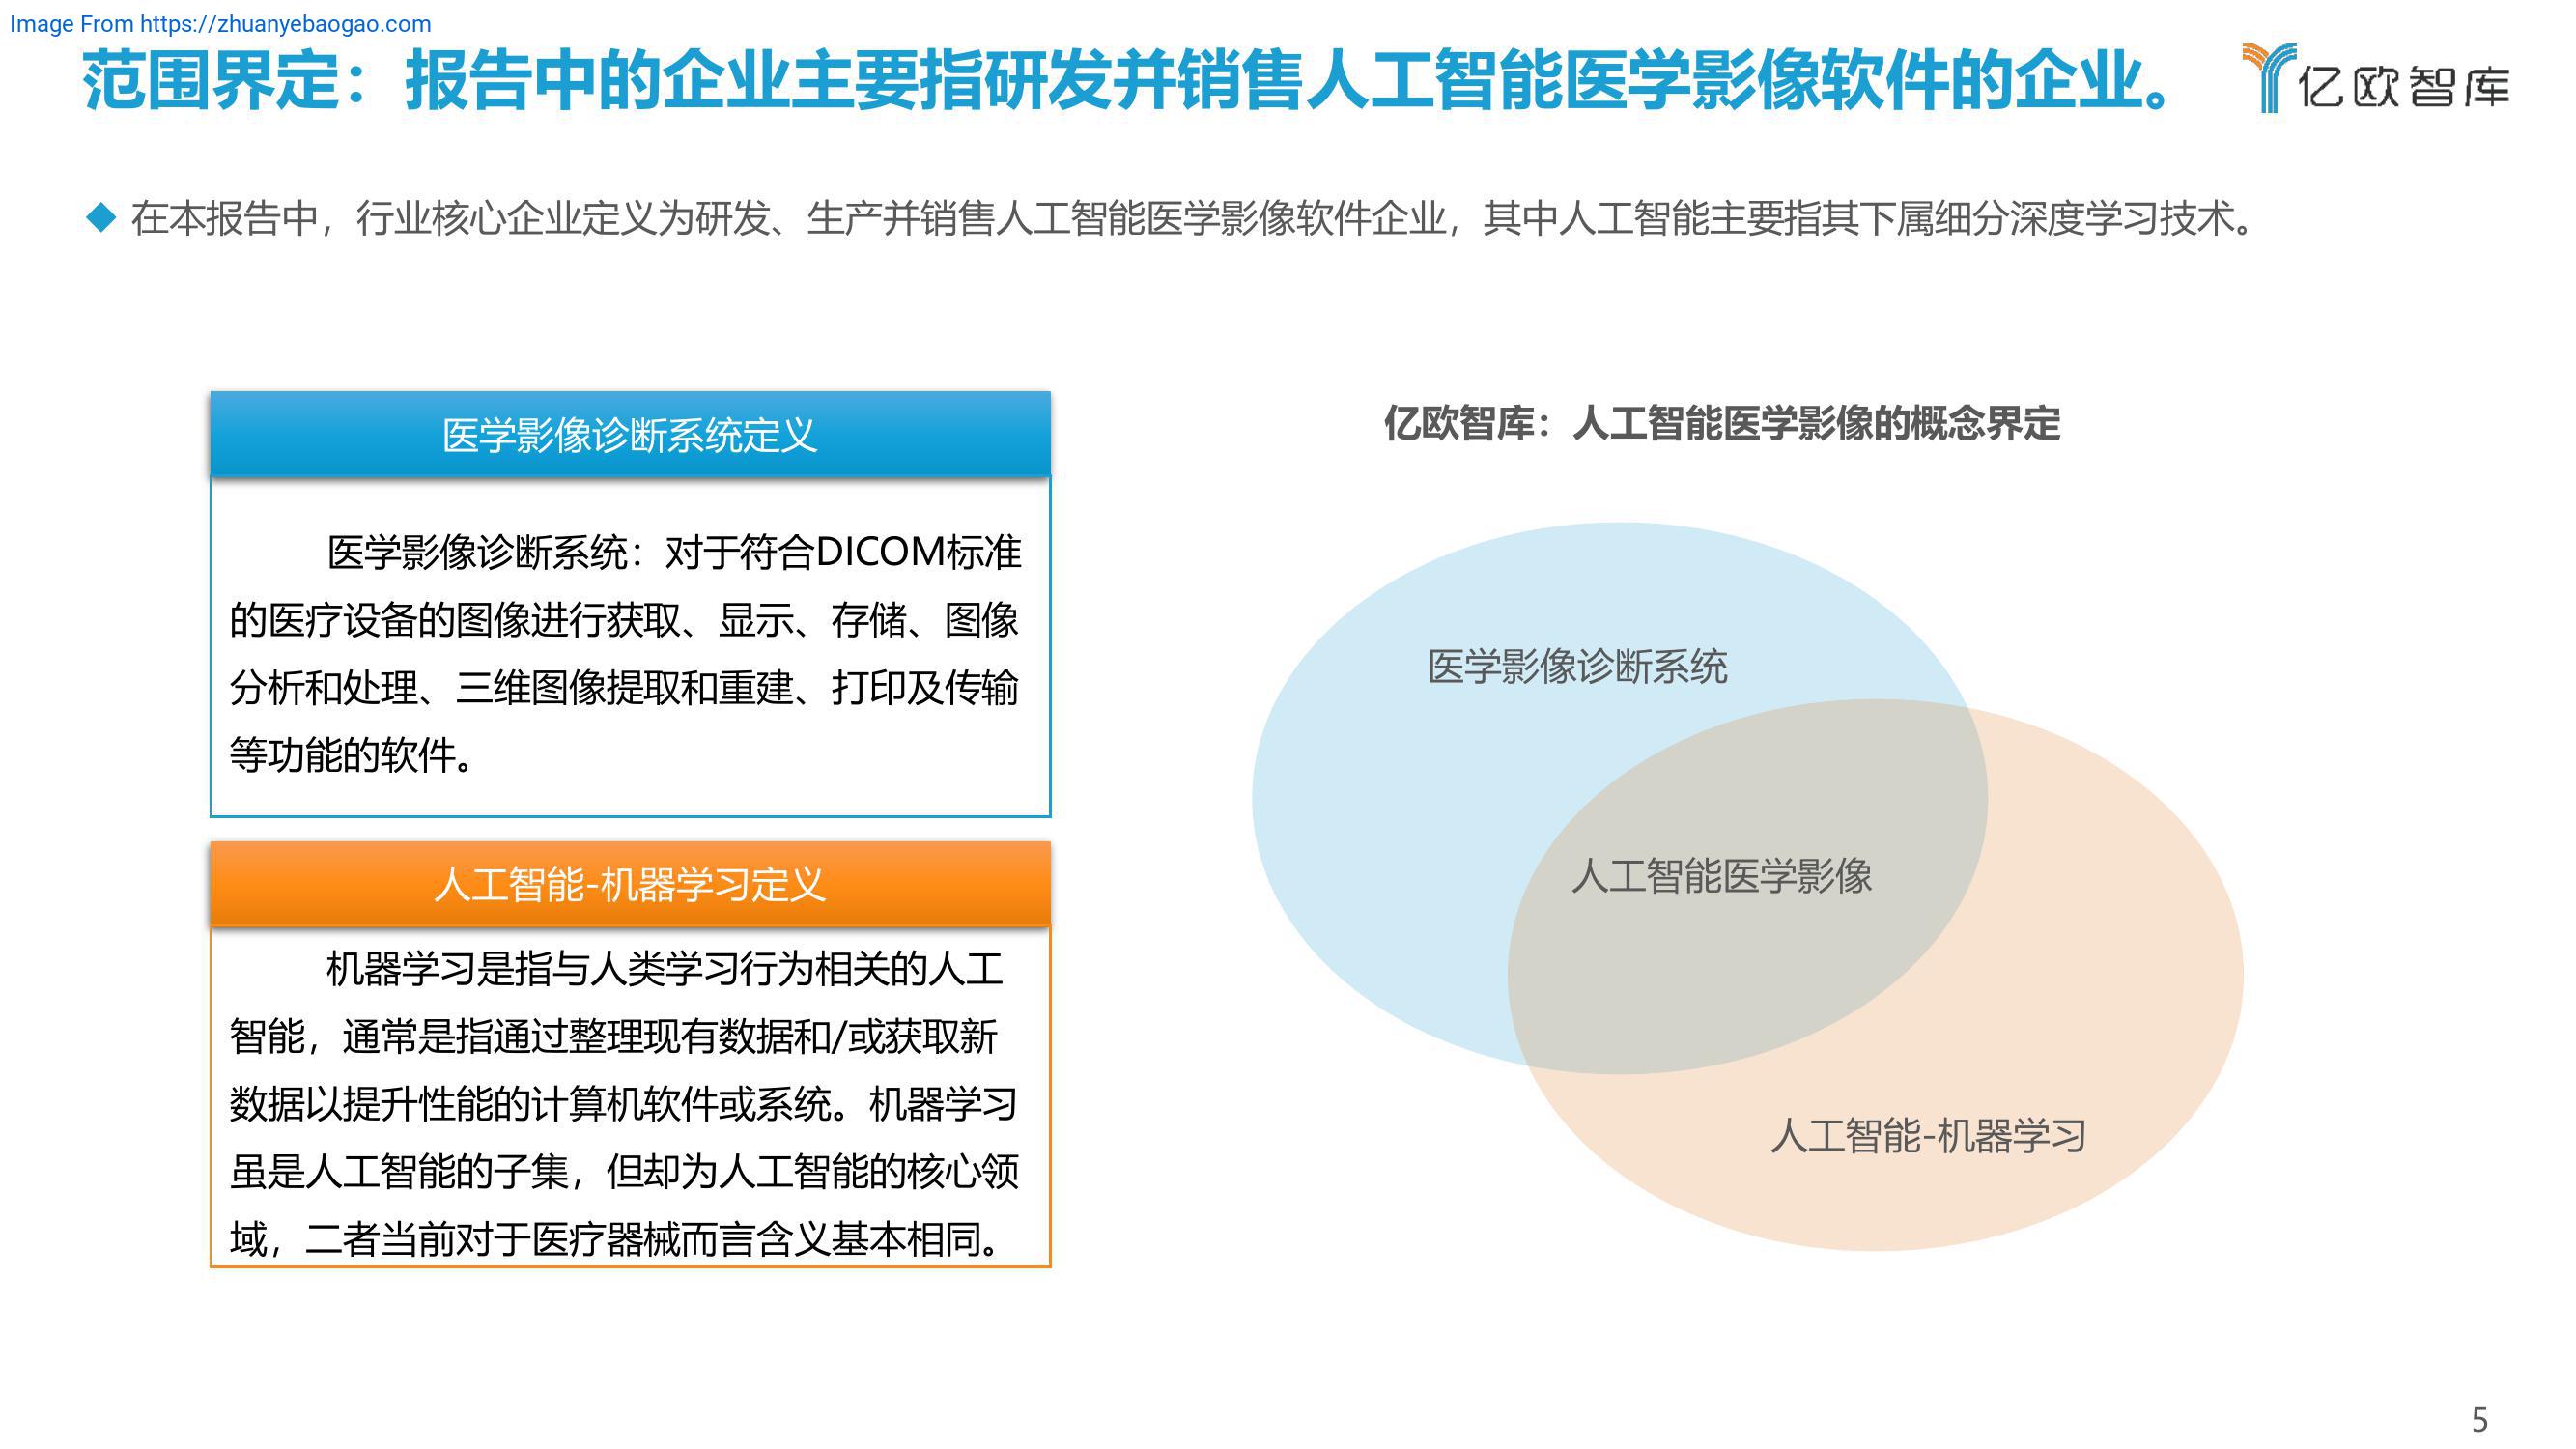 Image From https://zhuanyebaogao.com
范围界定：报告中的企业主要指研发并销售人工智能医学影像软件的企业。
亿欧智库
在本报告中，行业核心企业定义为研发、生产并销售人工智能医学影像软件企业，其中人工智能主要指其下属细分深度学习技术。
医学影像诊断系统定义
医学影像诊断系统：对于符合DICOM标准
的医疗设备的图像进行获取、显示、存储、图像
分析和处理、三维图像提取和重建、打印及传输
等功能的软件。
人工智能-机器学习定义
机器学习是指与人类学习行为相关的人工
智能，通常是指通过整理现有数据和/或获取新
数据以提升性能的计算机软件或系统。机器学习
虽是人工智能的子集，但却为人工智能的核心领
域，二者当前对于医疗器械而言含义基本相同。
亿欧智库：人工智能医学影像的概念界定
医学影像诊断系统
人工智能医学影像
人工智能-机器学习
5